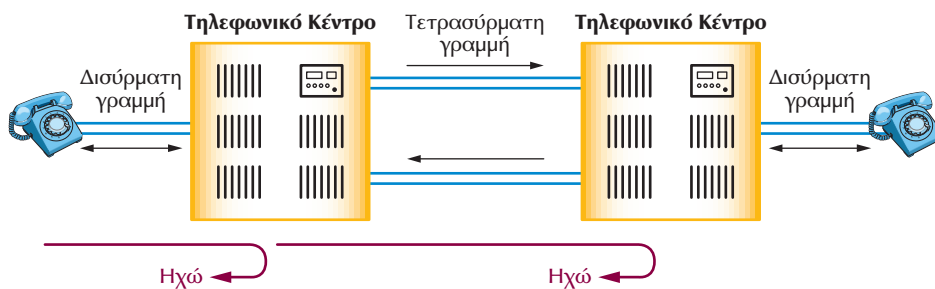 Τηλεφωνικό Κέντρο
Τετρασύρματη
γραμμή
Τηλεφωνικό Κέντρο
Δισύρματη
γραμμή
Δισύρματη
γραμμή
Ηχώ
Ηχώ